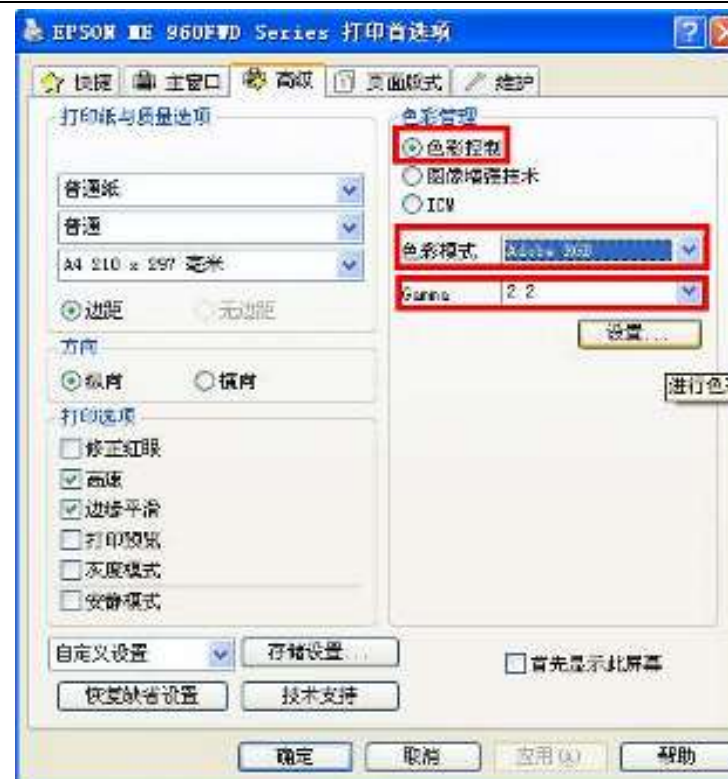 EPSON ME 960FWD Series 打印首选项
快捷 主窗口 高级 页面版式 维护
打印纸与质量选项
普通纸
普通
A4 210 x 297 毫米
边距 无边距
方向
纵向 横向
打印选项
修正红眼
高速
边缘平滑
打印预览
灰度模式
安静模式
色彩管理
色彩控制
图像增强技术
ICM
色彩模式 Adobe RGB
Gamma 2.2
设置...
进行色
自定义设置 存储设置...
首先显示此屏幕
恢复缺省设置 技术支持
确定 取消 应用(A) 帮助